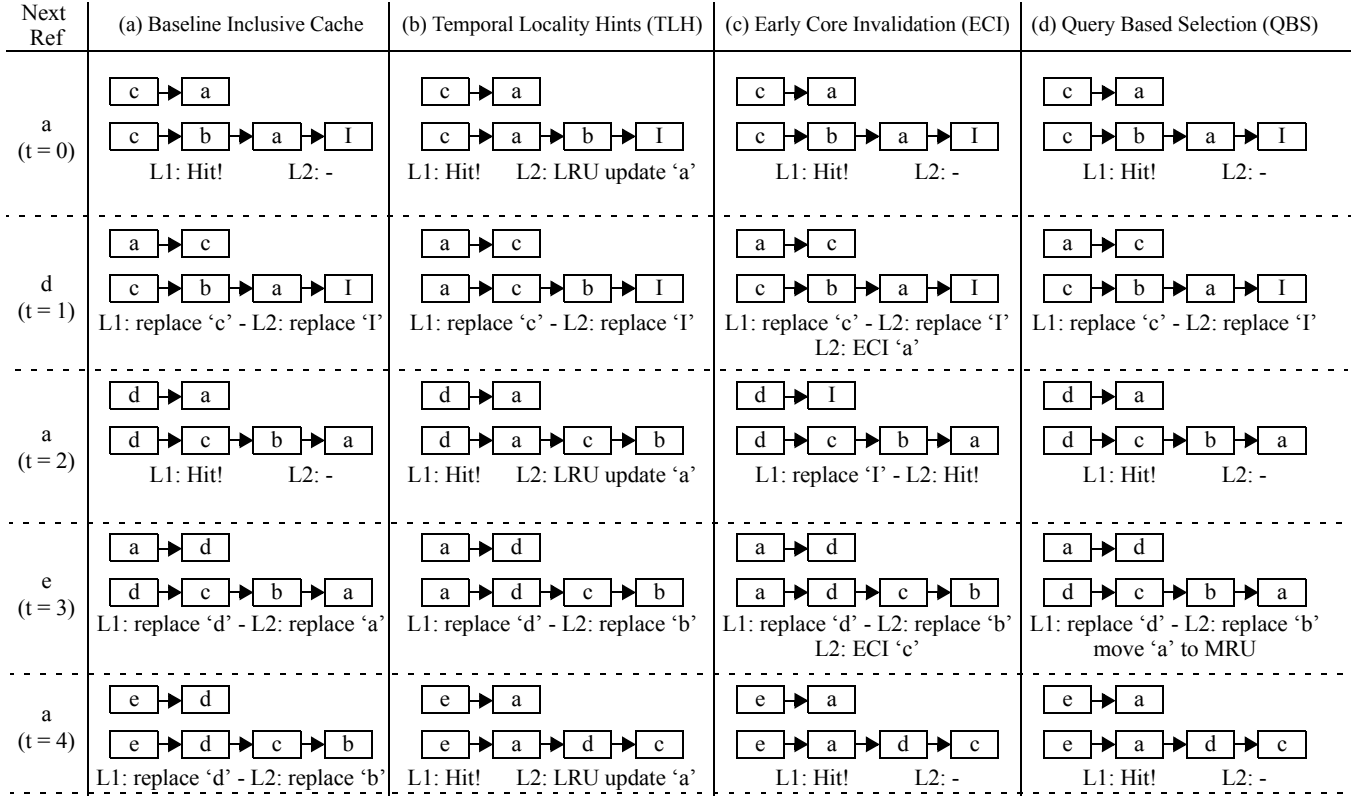 Next Ref (a) Baseline Inclusive Cache (b) Temporal Locality Hints (TLH) (c) Early Core Invalidation (ECI) (d) Query Based Selection (QBS)
c a c a c a c a
a (t = 0) c b a I c a b I c b a I c b a I
L1: Hit! L2: - L1: Hit! L2: LRU update ‘a’ L1: Hit! L2: - L1: Hit! L2: -
a c a c a c a c
d (t = 1) c b a I a c b I c b a I c b a I
L1: replace ‘c’ - L2: replace ‘I’ L1: replace ‘c’ - L2: replace ‘I’ L1: replace ‘c’ - L2: replace ‘I’ L1: replace ‘c’ - L2: replace ‘I’
L2: ECI ‘a’
d a d a d I d a
a (t = 2) d c b a d a c b d c b a d c b a
L1: Hit! L2: - L1: Hit! L2: LRU update ‘a’ L1: replace ‘I’ - L2: Hit! L1: Hit! L2: -
a d a d a d a d
e (t = 3) d c b a a d c b a d c b d c b a
L1: replace ‘d’ - L2: replace ‘a’ L1: replace ‘d’ - L2: replace ‘b’ L1: replace ‘d’ - L2: replace ‘b’ L1: replace ‘d’ - L2: replace ‘b’
L2: ECI ‘c’ move ‘a’ to MRU
e d e a e a e a
a (t = 4) e d c b e a d c e a d c e a d c
L1: replace ‘d’ - L2: replace ‘b’ L1: Hit! L2: LRU update ‘a’ L1: Hit! L2: - L1: Hit! L2: -